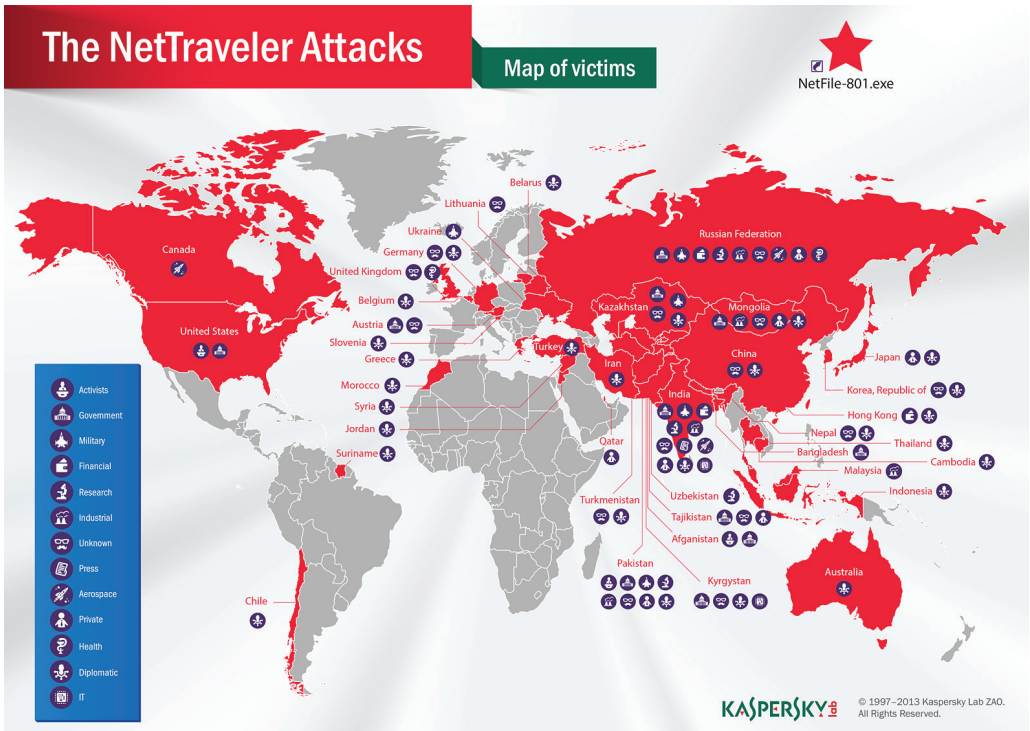 The NetTraveler Attacks
Map of victims
NetFile-801.exe
Belarus
Lithuania
Ukraine
Germany
United Kingdom
Belgium
Austria
Slovenia
Greece
Morocco
Syria
Jordan
Suriname
Canada
United States
Chile
Russian Federation
Kazakhstan
Mongolia
China
Turkey
Iran
India
Japan
Korea, Republic of
Hong Kong
Nepal
Thailand
Bangladesh
Cambodia
Malaysia
Indonesia
Qatar
Turkmenistan
Uzbekistan
Tajikistan
Afganistan
Pakistan
Kyrgystan
Australia
Activists
Government
Military
Financial
Research
Industrial
Unknown
Press
Aerospace
Private
Health
Diplomatic
IT
KASPERSKY lab
© 1997–2013 Kaspersky Lab ZAO.
All Rights Reserved.